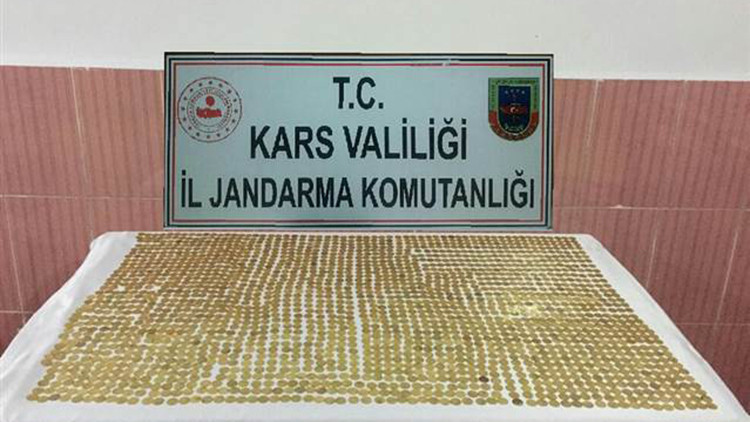 T.C.
KARS VALİLİĞİ
İL JANDARMA KOMUTANLIĞI